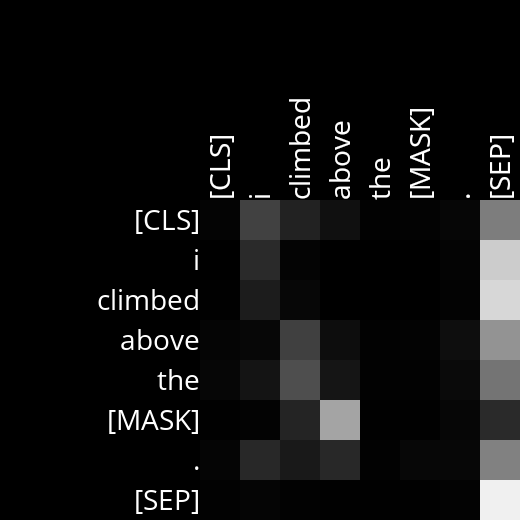 [CLS] i climbed above the [MASK] . [SEP]
[CLS]
i
climbed
above
the
[MASK]
.
[SEP]